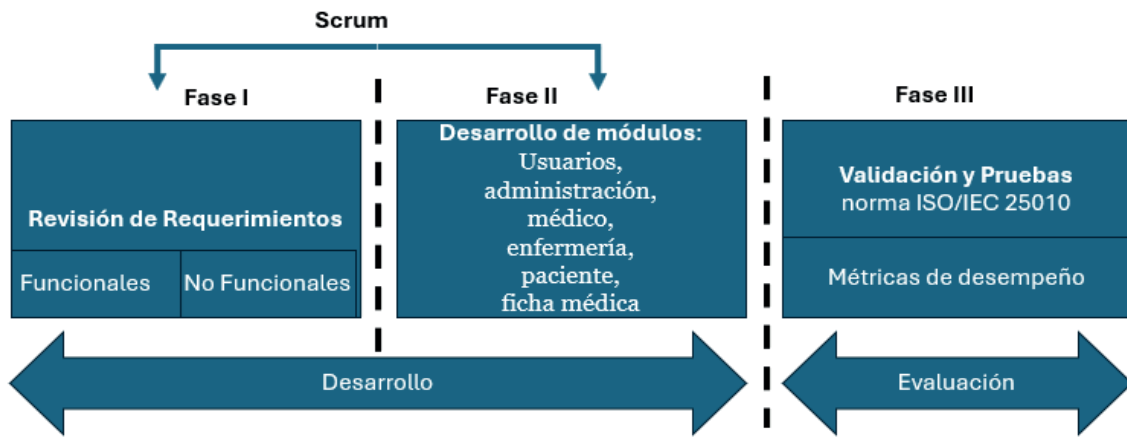 Scrum
Fase I
Fase II
Fase III
Revisión de Requerimientos
Funcionales
No Funcionales
Desarrollo de módulos:
Usuarios,
administración,
médico,
enfermería,
paciente,
ficha médica
Validación y Pruebas
norma ISO/IEC 25010
Métricas de desempeño
Desarrollo
Evaluación